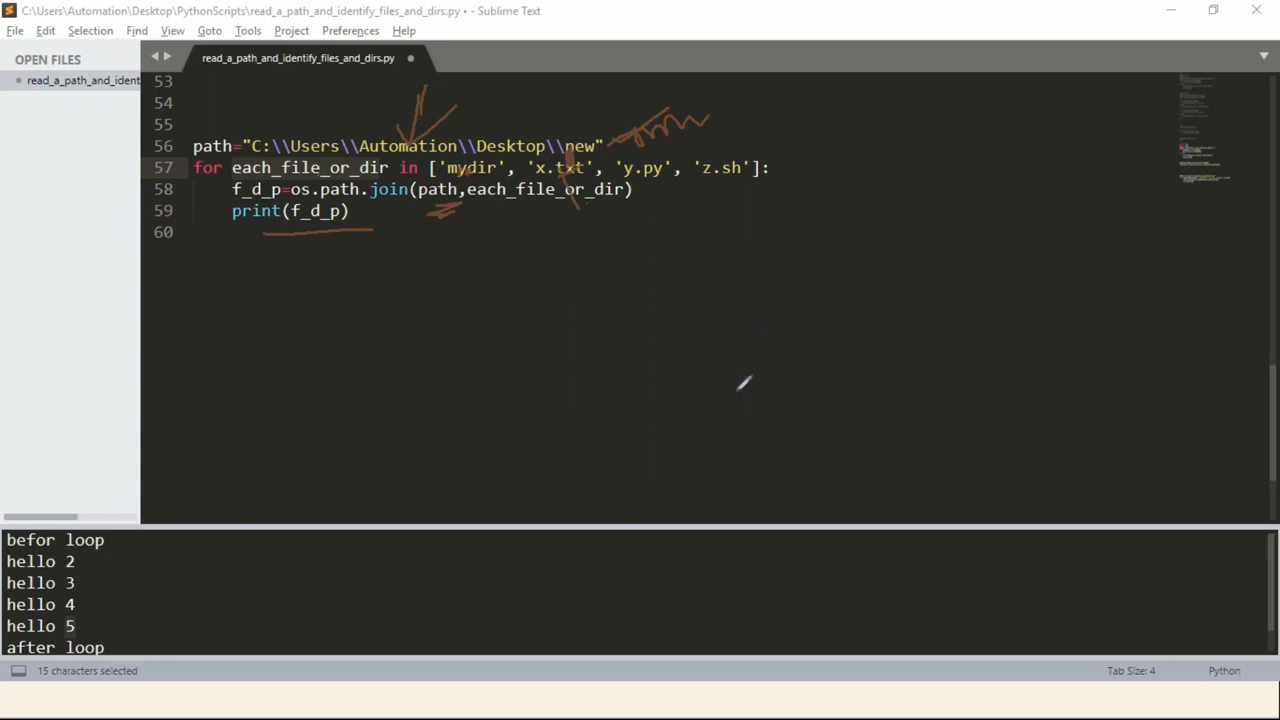 C:\Users\Automation\Desktop\PythonScripts\read_a_path_and_identify_files_and_dirs.py • - Sublime Text
File Edit Selection Find View Goto Tools Project Preferences Help
OPEN FILES
read_a_path_and_ident
read_a_path_and_identify_files_and_dirs.py
53
54
55
56 path="C:\\Users\\Automation\\Desktop\\new"
57 for each_file_or_dir in ['mydir', 'x.txt', 'y.py', 'z.sh']:
58 f_d_p=os.path.join(path,each_file_or_dir)
59 print(f_d_p)
60
befor loop
hello 2
hello 3
hello 4
hello 5
after loop
15 characters selected Tab Size: 4 Python